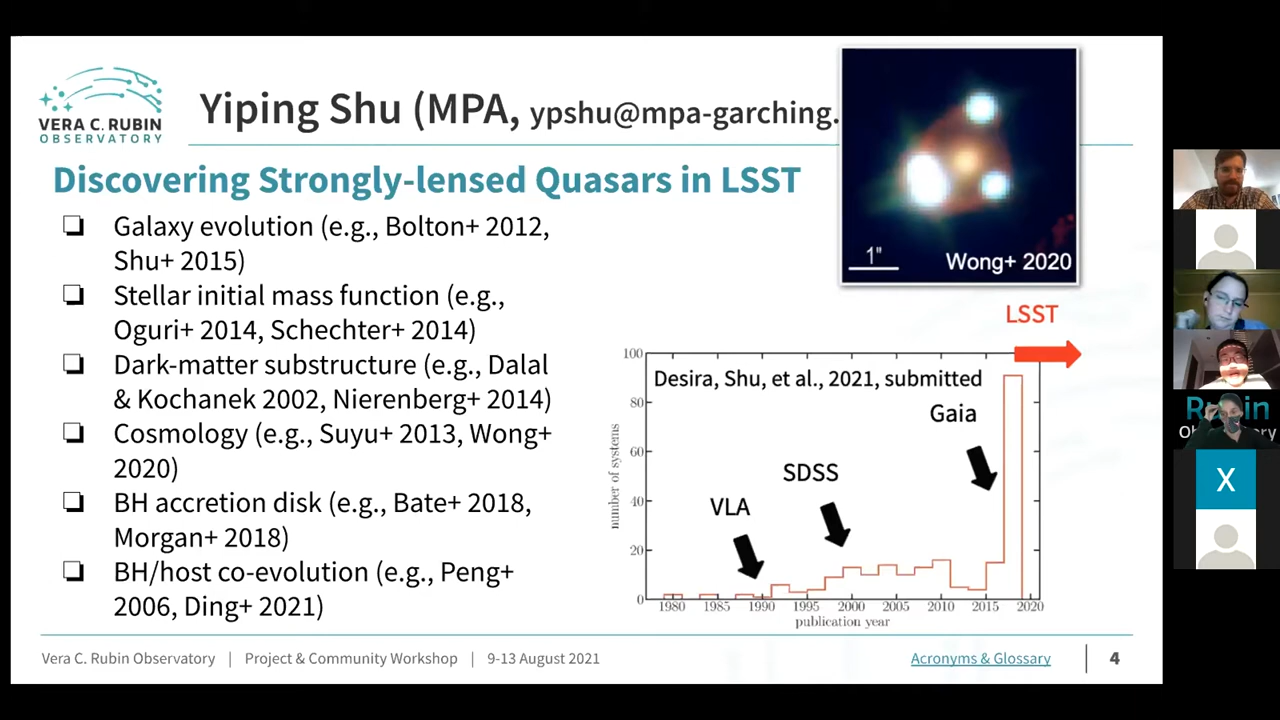 VERA C. RUBIN
OBSERVATORY
Yiping Shu (MPA, ypshu@mpa-garching.
Discovering Strongly-lensed Quasars in LSST
❏ Galaxy evolution (e.g., Bolton+ 2012,
Shu+ 2015)
❏ Stellar initial mass function (e.g.,
Oguri+ 2014, Schechter+ 2014)
❏ Dark-matter substructure (e.g., Dalal
& Kochanek 2002, Nierenberg+ 2014)
❏ Cosmology (e.g., Suyu+ 2013, Wong+
2020)
❏ BH accretion disk (e.g., Bate+ 2018,
Morgan+ 2018)
❏ BH/host co-evolution (e.g., Peng+
2006, Ding+ 2021)
1"
Wong+ 2020
LSST
Desira, Shu, et al., 2021, submitted
Gaia
SDSS
VLA
number of systems
100
80
60
40
20
0
1980 1985 1990 1995 2000 2005 2010 2015 2020
publication year
Vera C. Rubin Observatory | Project & Community Workshop | 9-13 August 2021
Acronyms & Glossary | 4
X